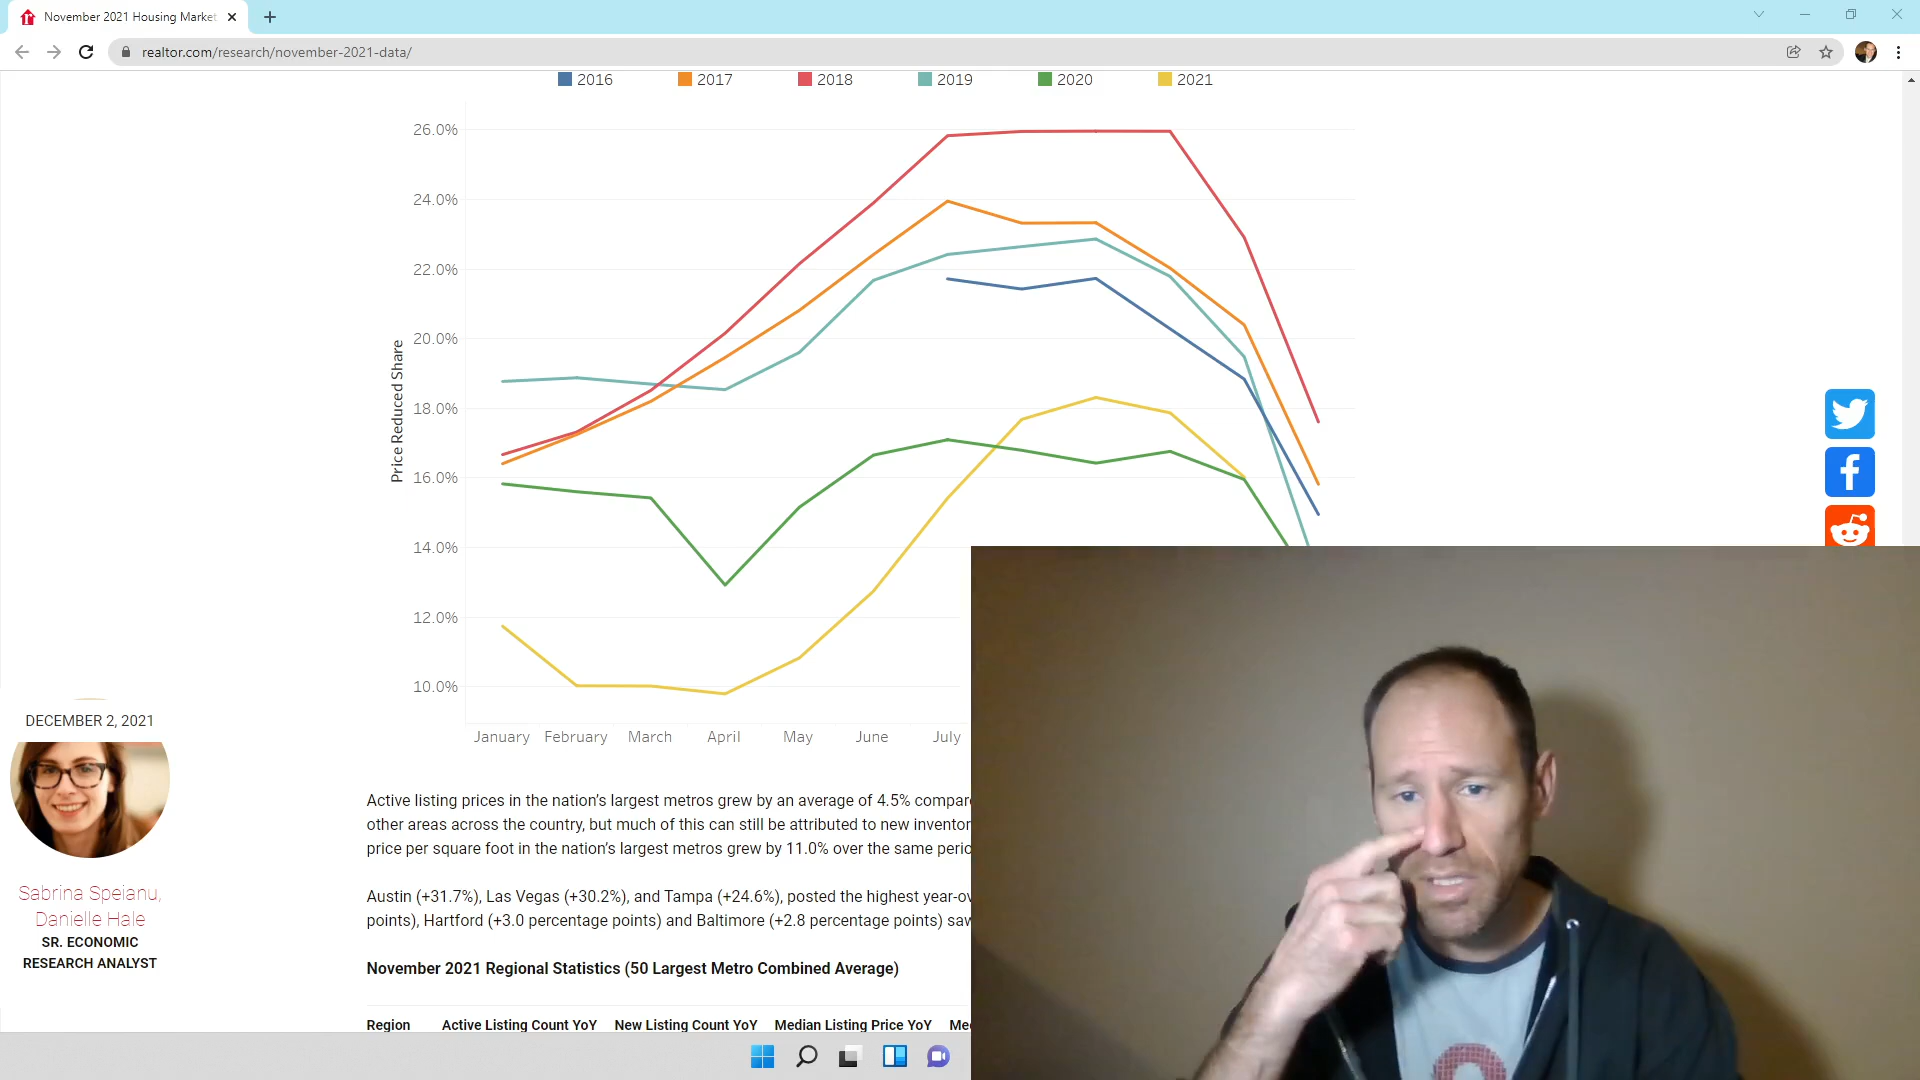 November 2021 Housing Market
realtor.com/research/november-2021-data/
2016 2017 2018 2019 2020 2021
26.0%
24.0%
22.0%
20.0%
18.0%
16.0%
14.0%
12.0%
10.0%
Price Reduced Share
January February March April May June July
DECEMBER 2, 2021
Sabrina Speianu,
Danielle Hale
SR. ECONOMIC
RESEARCH ANALYST
Active listing prices in the nation's largest metros grew by an average of 4.5%
other areas across the country, but much of this can still be attributed to new
price per square foot in the nation's largest metros grew by 11.0% over the same
Austin (+31.7%), Las Vegas (+30.2%), and Tampa (+24.6%), posted the highest
points), Hartford (+3.0 percentage points) and Baltimore (+2.8 percentage points)
November 2021 Regional Statistics (50 Largest Metro Combined Average)
Region Active Listing Count YoY New Listing Count YoY Median Listing Price YoY